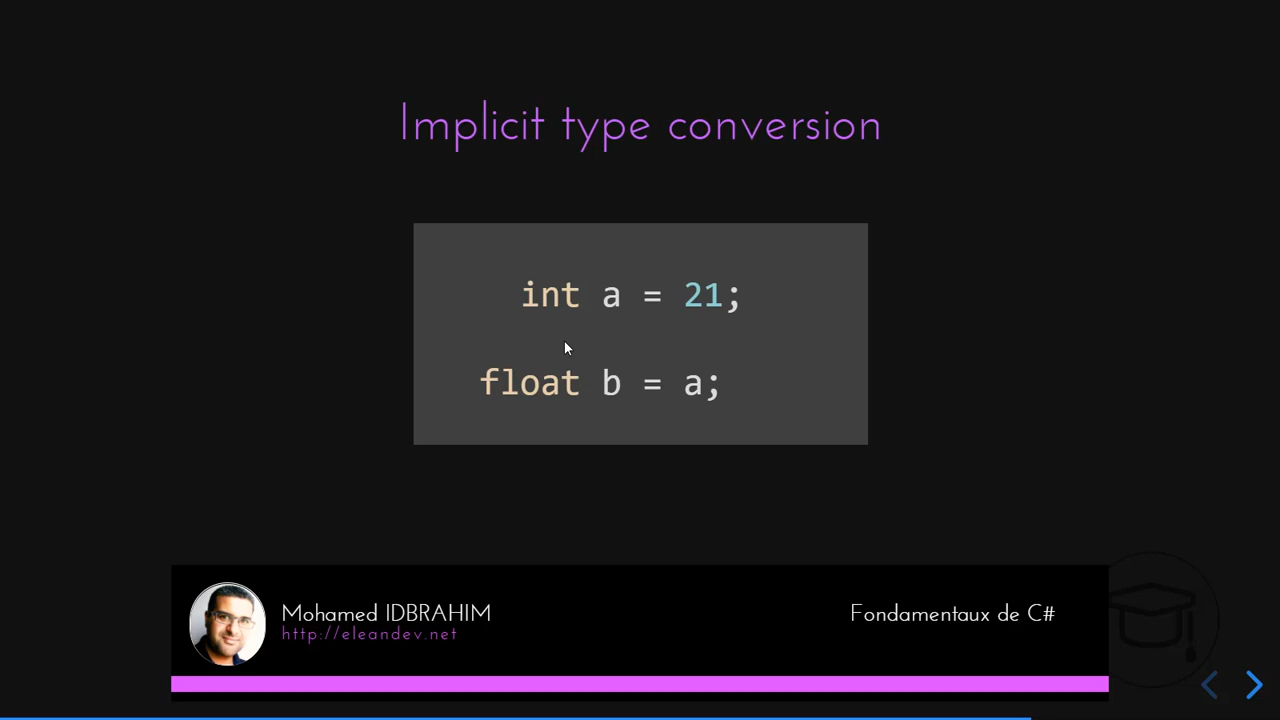 Implicit type conversion
int a = 21;
float b = a;
Mohamed IDBRAHIM
http://eleandev.net
Fondamentaux de C#